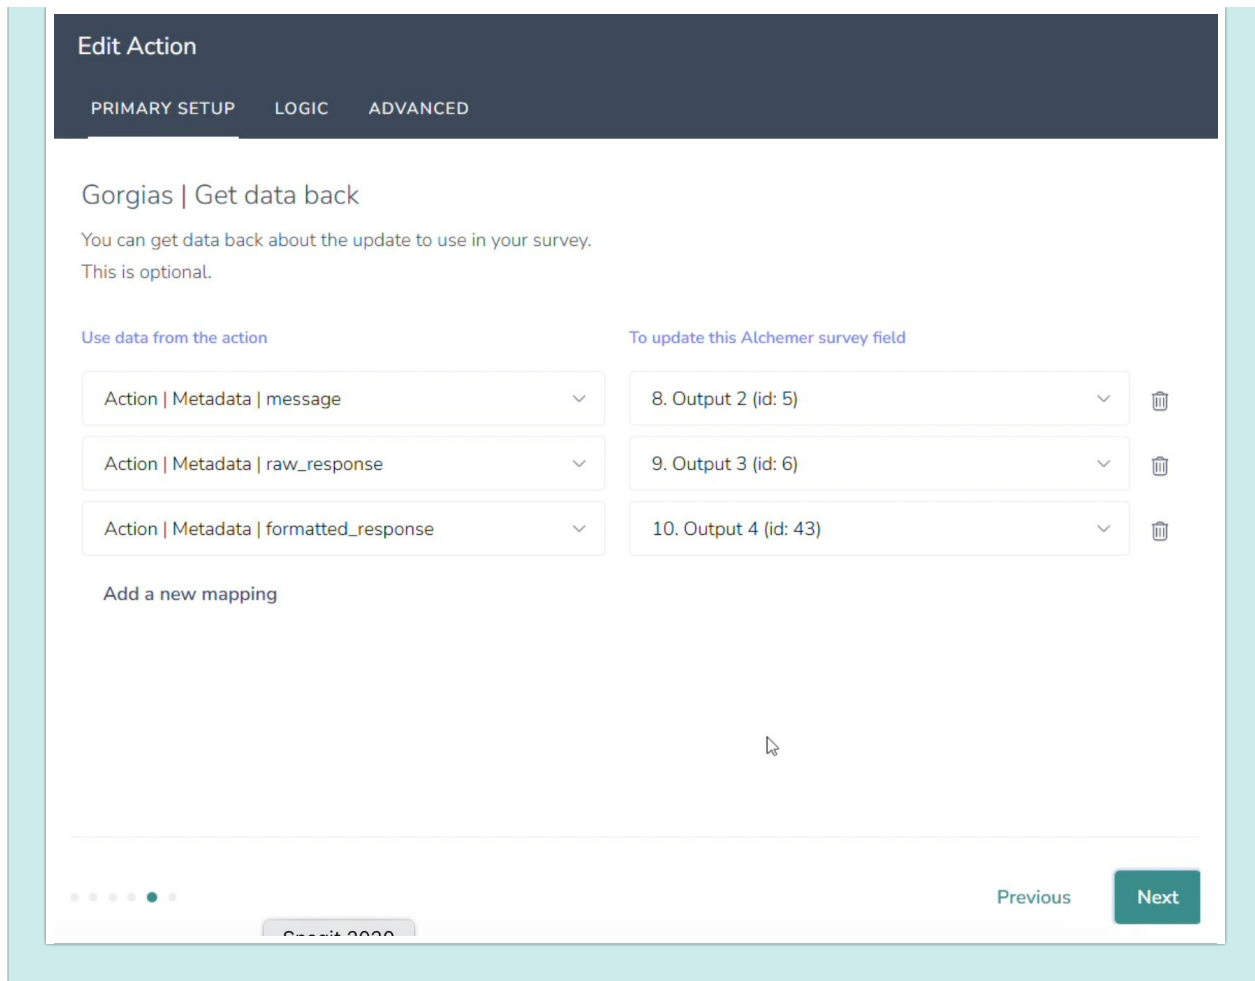 Edit Action
PRIMARY SETUP LOGIC ADVANCED
Gorgias | Get data back
You can get data back about the update to use in your survey.
This is optional.
Use data from the action To update this Alchemer survey field
Action | Metadata | message 8. Output 2 (id: 5)
Action | Metadata | raw_response 9. Output 3 (id: 6)
Action | Metadata | formatted_response 10. Output 4 (id: 43)
Add a new mapping
Previous Next
Snagit 2020